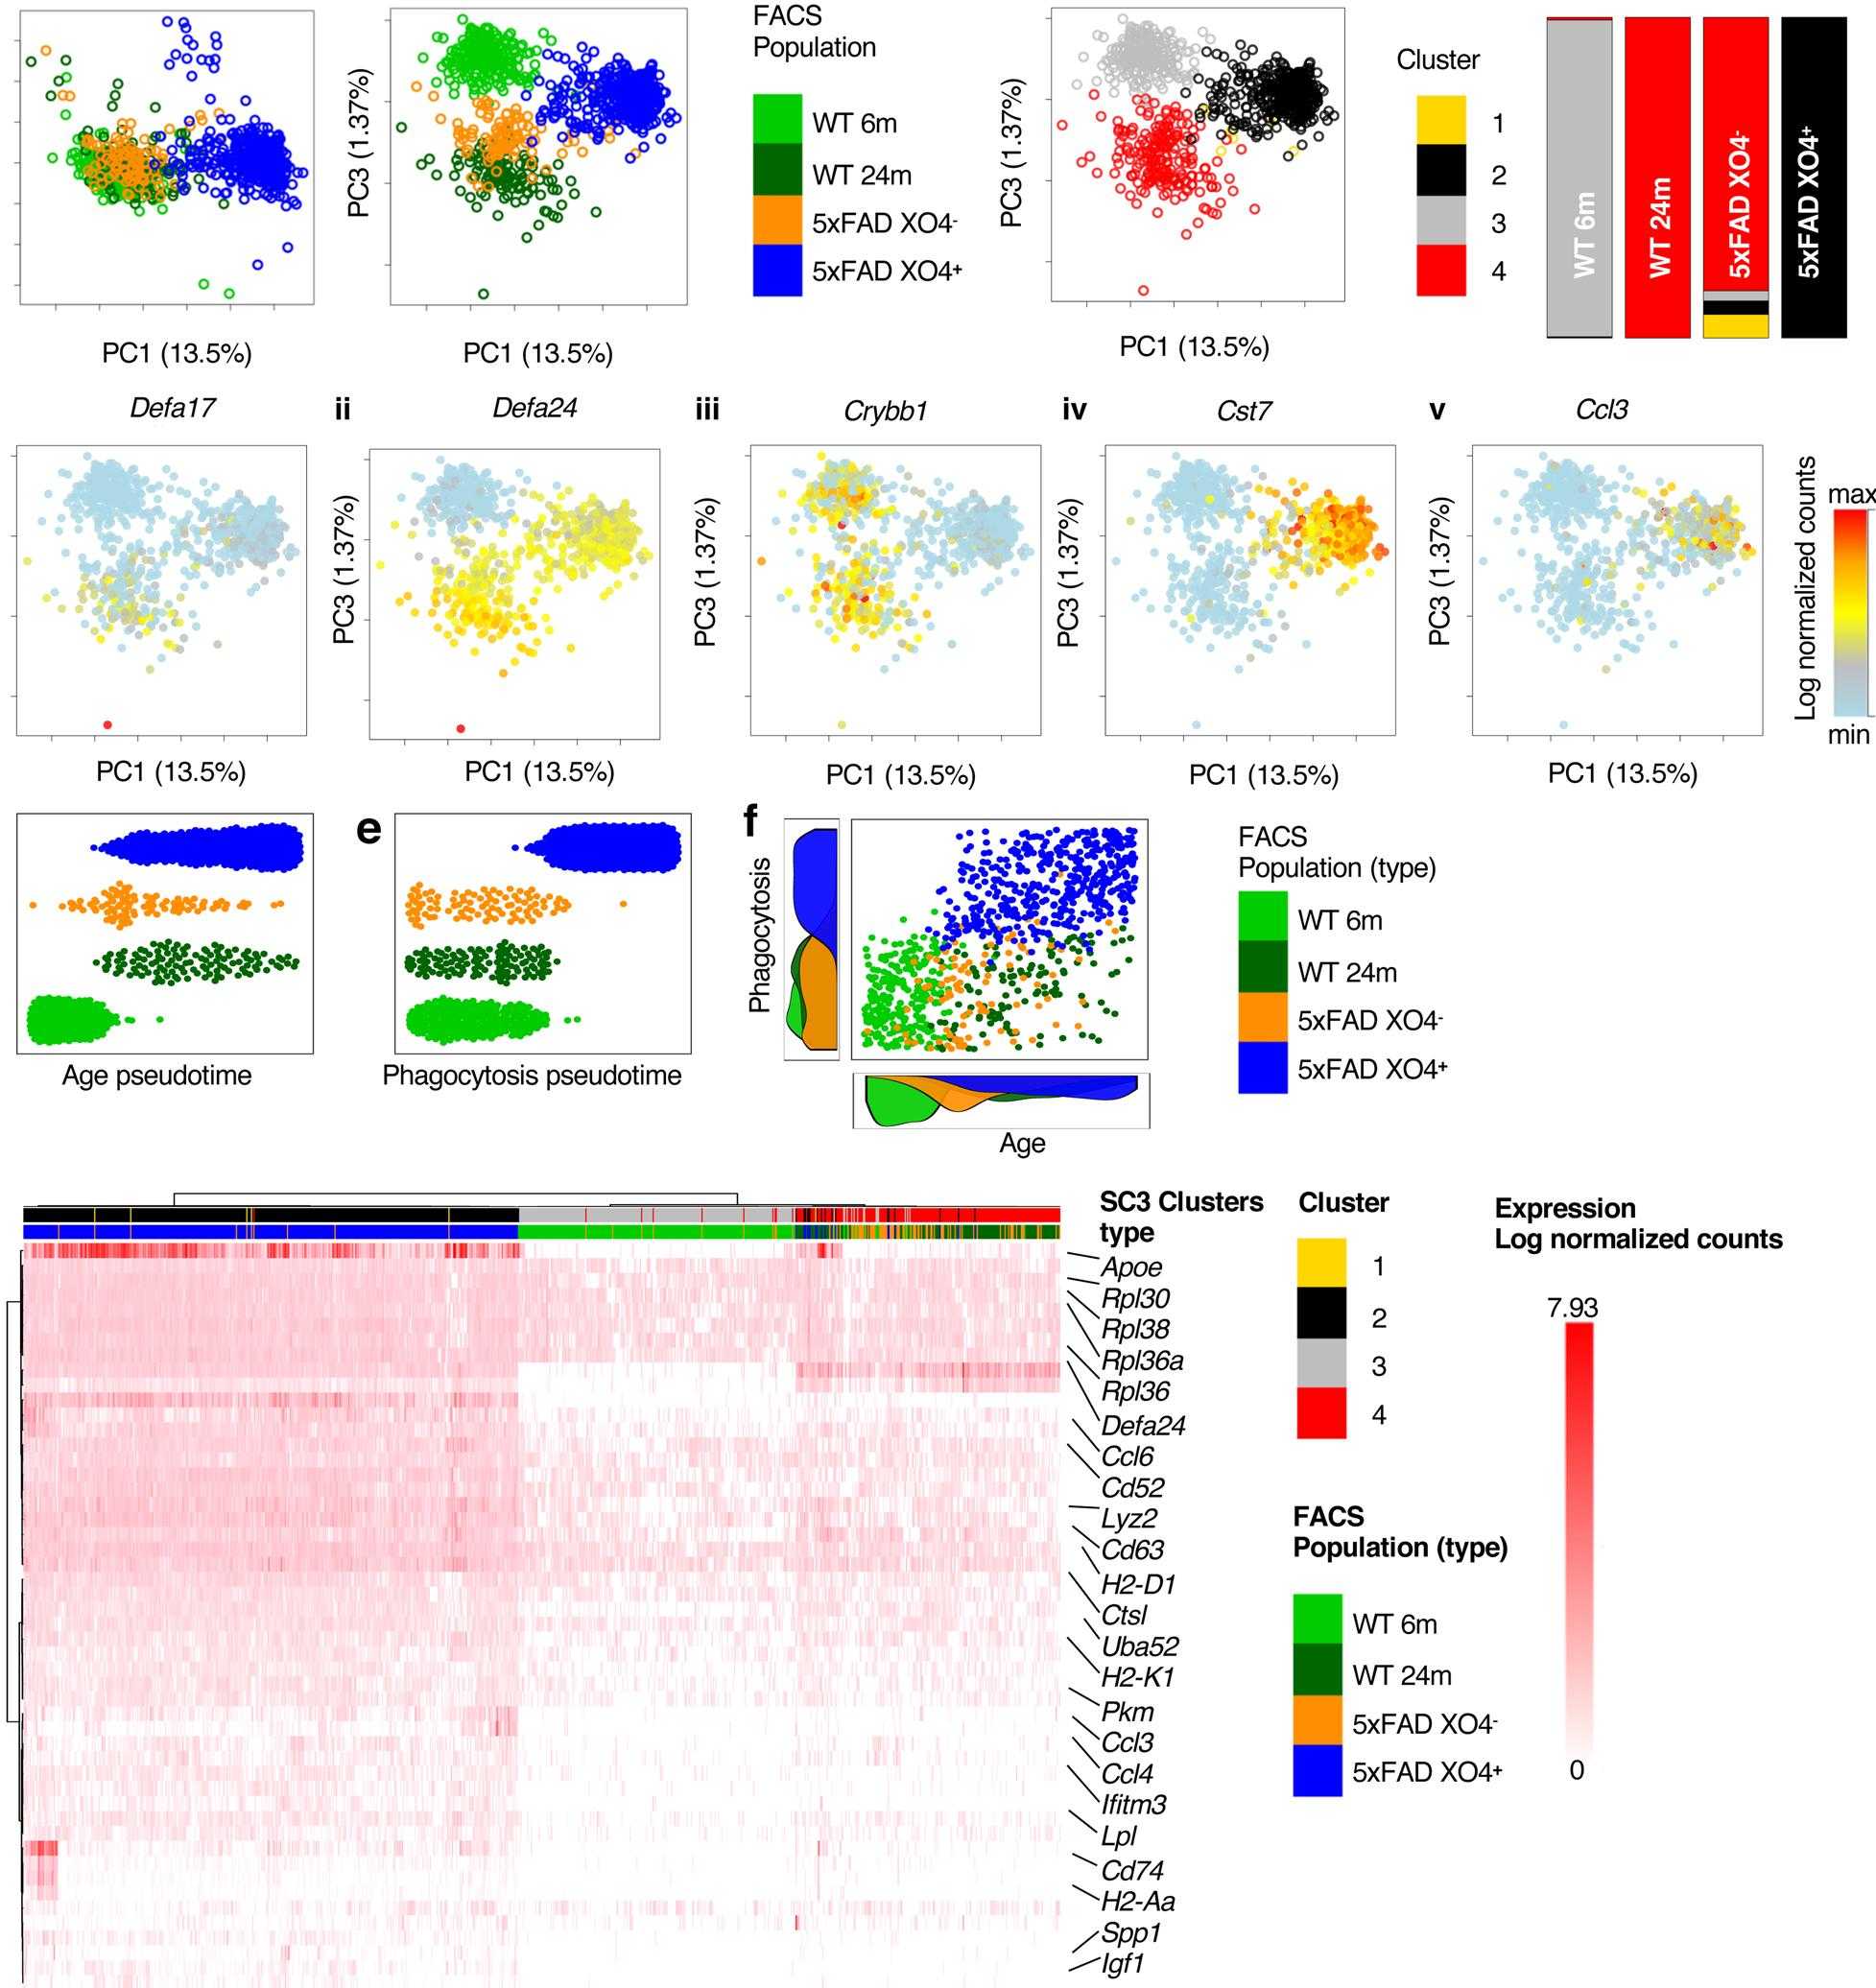 FACS
Population
WT 6m
WT 24m
5xFAD XO4-
5xFAD XO4+
PC3 (1.37%)
PC3 (1.37%)
Cluster
1
2
3
4
WT 6m
WT 24m
5xFAD XO4-
5xFAD XO4+
PC1 (13.5%)
PC1 (13.5%)
PC1 (13.5%)
Defa17
ii
Defa24
iii
Crybb1
iv
Cst7
v
Ccl3
PC3 (1.37%)
PC3 (1.37%)
PC3 (1.37%)
PC3 (1.37%)
Log normalized counts
max
min
PC1 (13.5%)
PC1 (13.5%)
PC1 (13.5%)
PC1 (13.5%)
PC1 (13.5%)
e
f
Age pseudotime
Phagocytosis pseudotime
Phagocytosis
Age
FACS
Population (type)
WT 6m
WT 24m
5xFAD XO4-
5xFAD XO4+
SC3 Clusters
type
Apoe
Rpl30
Rpl38
Rpl36a
Rpl36
Defa24
Ccl6
Cd52
Lyz2
Cd63
H2-D1
Ctsl
Uba52
H2-K1
Pkm
Ccl3
Ccl4
Ifitm3
Lpl
Cd74
H2-Aa
Spp1
Igf1
Cluster
1
2
3
4
FACS
Population (type)
WT 6m
WT 24m
5xFAD XO4-
5xFAD XO4+
Expression
Log normalized counts
7.93
0